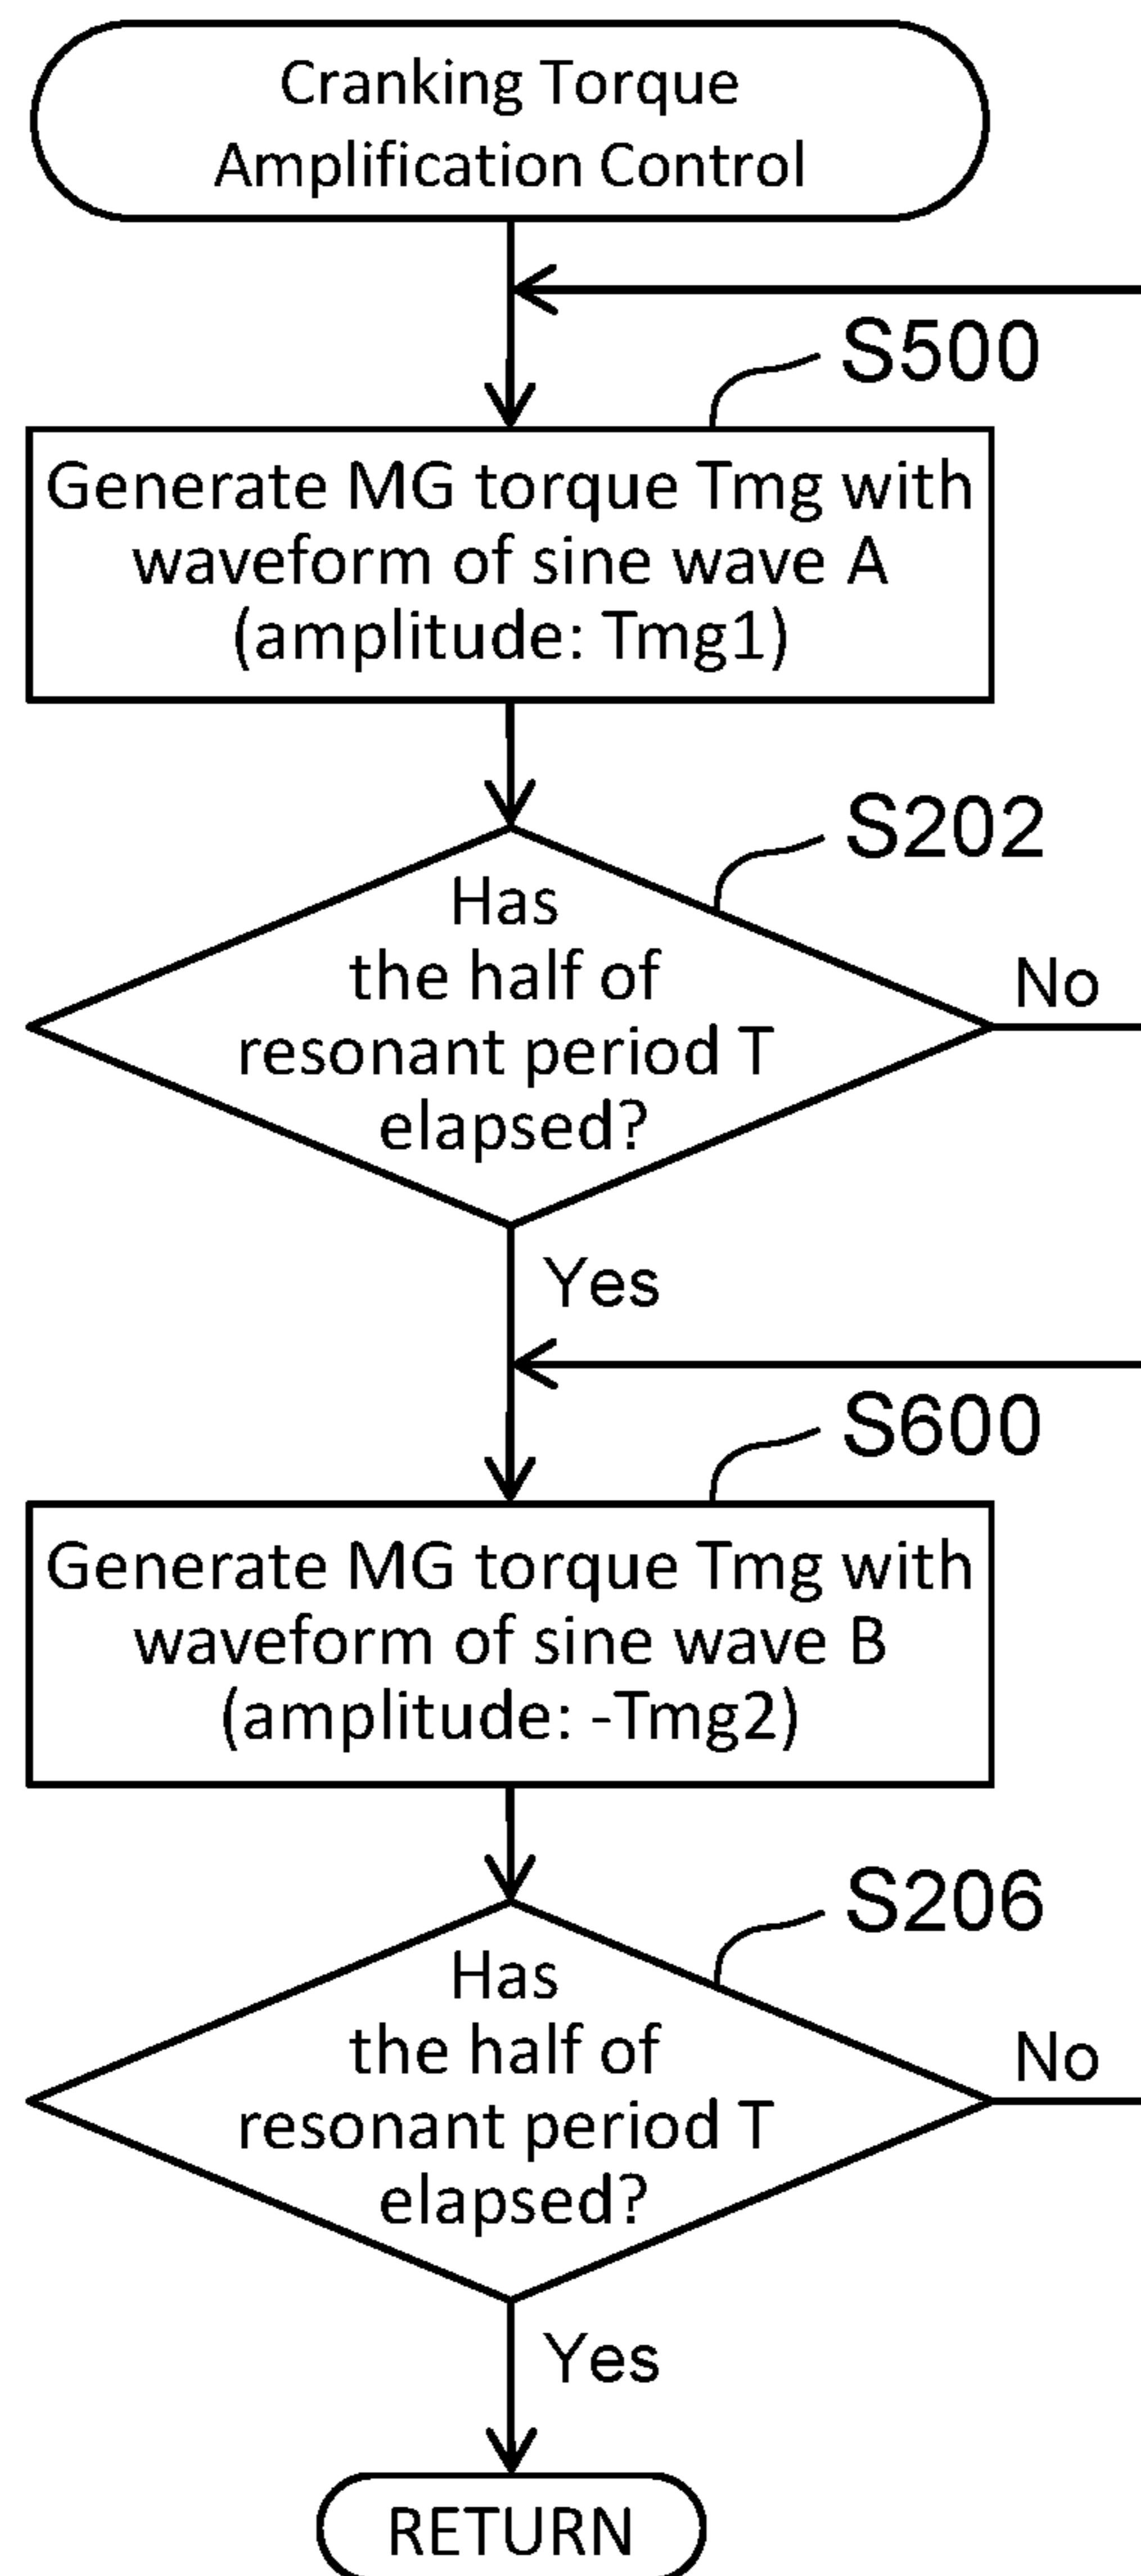 Cranking Torque
Amplification Control
S500
Generate MG torque Tmg with
waveform of sine wave A
(amplitude: Tmg1)
S202
Has
the half of
resonant period T
elapsed?
No
Yes
S600
Generate MG torque Tmg with
waveform of sine wave B
(amplitude: -Tmg2)
S206
Has
the half of
resonant period T
elapsed?
No
Yes
RETURN